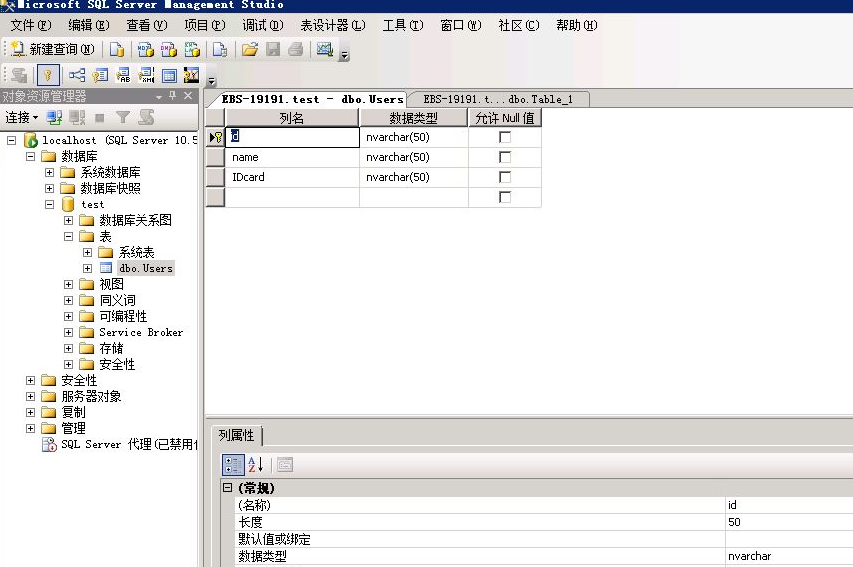 Microsoft SQL Server Management Studio
文件(F) 编辑(E) 查看(V) 项目(P) 调试(D) 表设计器(L) 工具(T) 窗口(W) 社区(C) 帮助(H)
新建查询(N)
对象资源管理器
连接
localhost (SQL Server 10.5
数据库
系统数据库
数据库快照
test
数据库关系图
表
系统表
dbo.Users
视图
同义词
可编程性
Service Broker
存储
安全性
安全性
服务器对象
复制
管理
SQL Server 代理(已禁用
EBS-19191.test - dbo.Users EBS-19191.t...dbo.Table_1
列名 数据类型 允许 Null 值
id nvarchar(50)
name nvarchar(50)
IDcard nvarchar(50)
列属性
(常规)
(名称) id
长度 50
默认值或绑定
数据类型 nvarchar